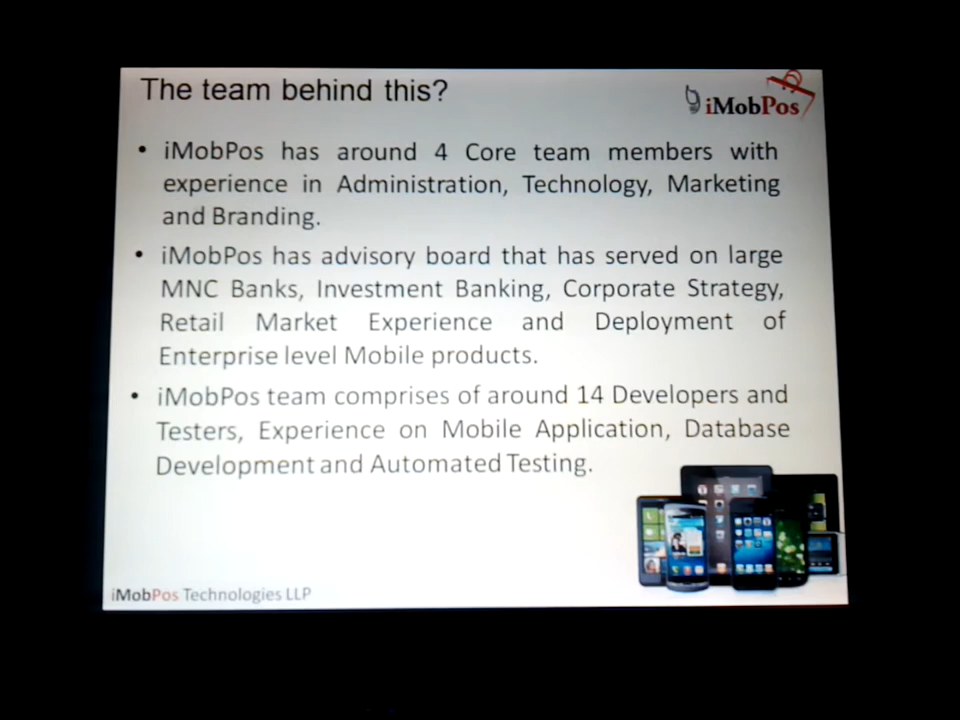 The team behind this?
iMobPos
• iMobPos has around 4 Core team members with
experience in Administration, Technology, Marketing
and Branding.
• iMobPos has advisory board that has served on large
MNC Banks, Investment Banking, Corporate Strategy,
Retail Market Experience and Deployment of
Enterprise level Mobile products.
• iMobPos team comprises of around 14 Developers and
Testers, Experience on Mobile Application, Database
Development and Automated Testing.
iMobPos Technologies LLP